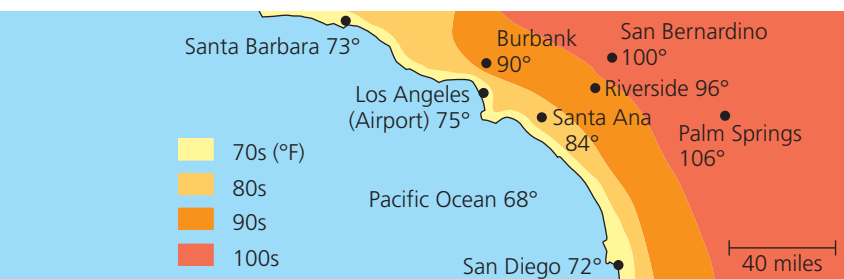 Santa Barbara 73°
Burbank
90°
San Bernardino
100°
Los Angeles
(Airport) 75°
Riverside 96°
Santa Ana
84°
Palm Springs
106°
70s (°F)
80s
90s
100s
Pacific Ocean 68°
San Diego 72°
40 miles